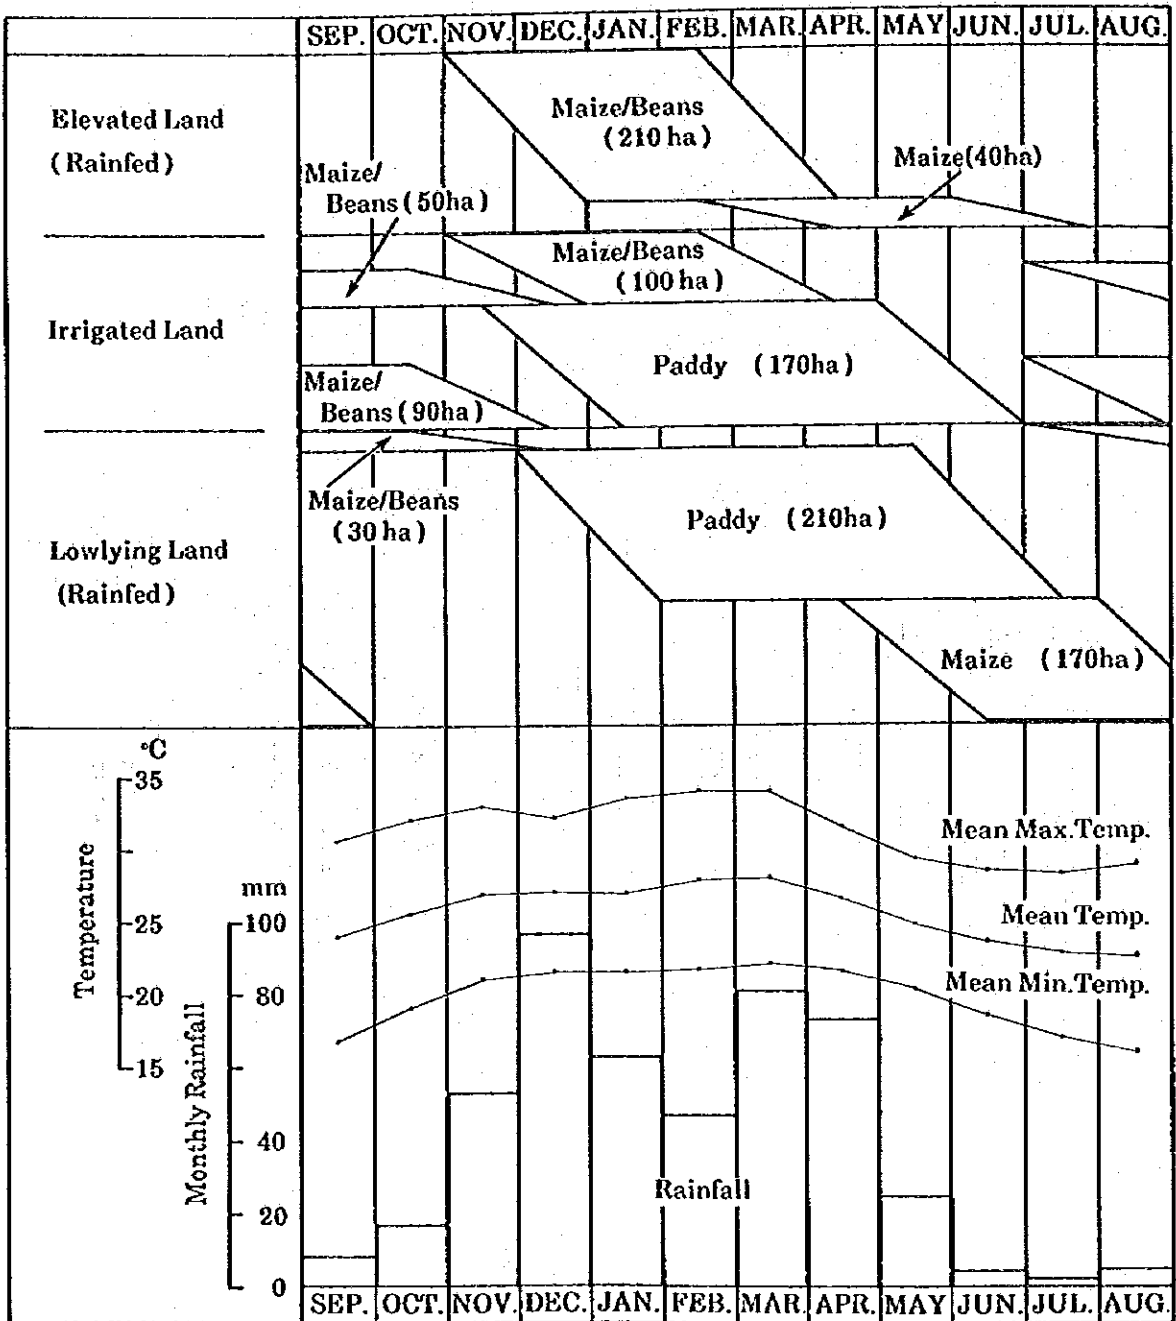 SEP. OCT. NOV. DEC. JAN. FEB. MAR. APR. MAY JUN. JUL. AUG.
Elevated Land
(Rainfed)
Maize/Beans
(210 ha)
Maize(40ha)
Maize/
Beans (50ha)
Irrigated Land
Maize/Beans
(100 ha)
Paddy (170ha)
Maize/
Beans (90ha)
Lowlying Land
(Rainfed)
Maize/Beans
(30 ha)
Paddy (210ha)
Maize (170ha)
°C
35
25
20
15
Temperature
mm
100
80
40
20
0
Monthly Rainfall
Mean Max.Temp.
Mean Temp.
Mean Min.Temp.
Rainfall
SEP. OCT. NOV. DEC. JAN. FEB. MAR. APR. MAY JUN. JUL. AUG.